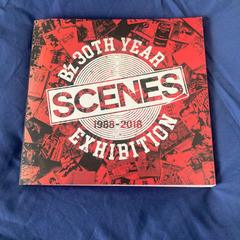 B'z 30TH YEAR
SCENES
1988-2018
EXHIBITION